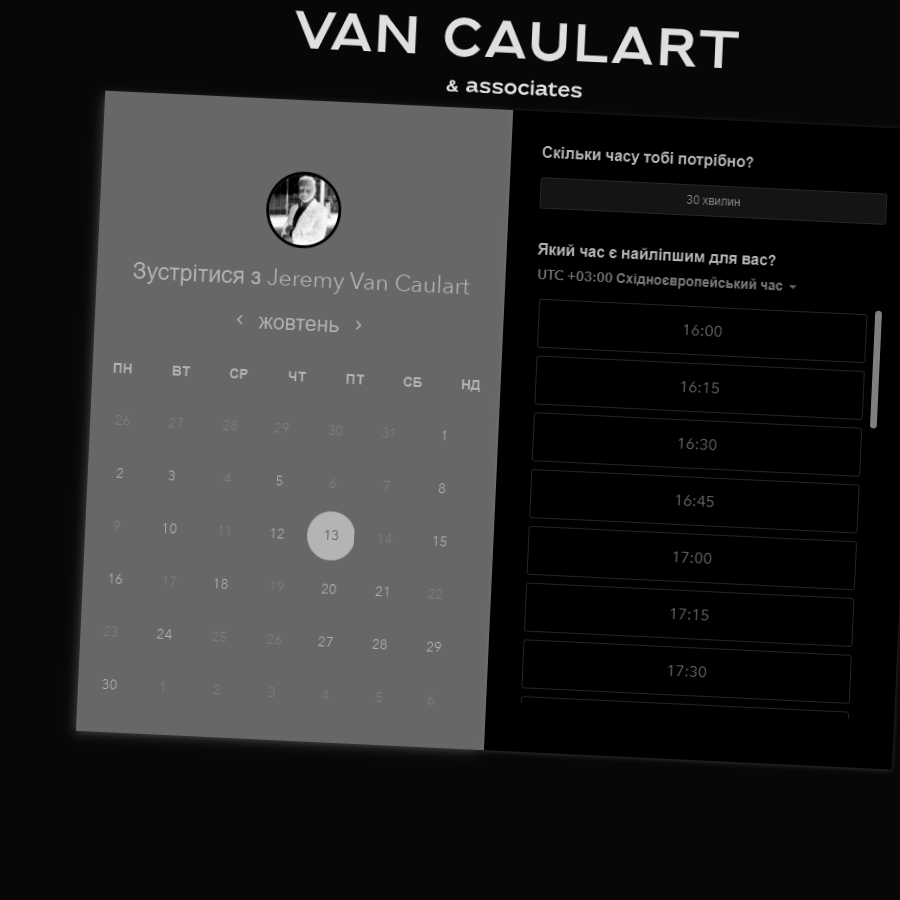 VAN CAULART
& associates
Зустрітися з Jeremy Van Caulart
жовтень
ПН ВТ СР ЧТ ПТ СБ НД
26 27 28 29 30 31 1
2 3 4 5 6 7 8
9 10 11 12 13 14 15
16 17 18 19 20 21 22
23 24 25 26 27 28 29
30 1 2 3 4 5 6
Скільки часу тобі потрібно?
30 хвилин
Який час є найліпшим для вас?
UTC +03:00 Східноєвропейський час
16:00
16:15
16:30
16:45
17:00
17:15
17:30